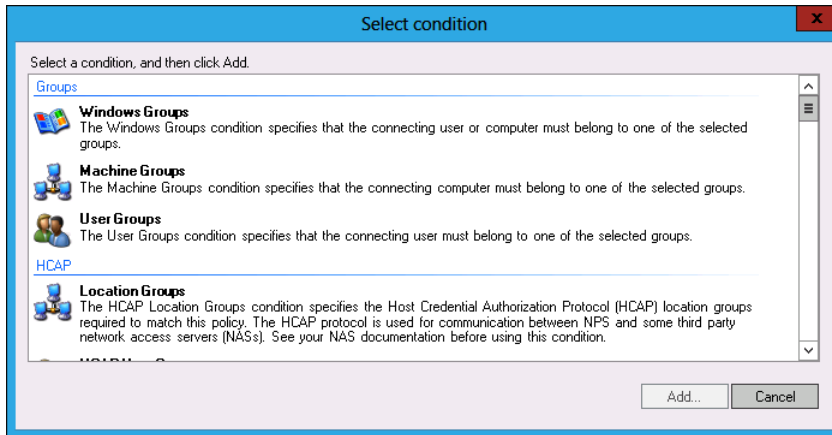 Select condition
x
Select a condition, and then click Add.
Groups
Windows Groups
The Windows Groups condition specifies that the connecting user or computer must belong to one of the selected
groups.
Machine Groups
The Machine Groups condition specifies that the connecting computer must belong to one of the selected groups.
User Groups
The User Groups condition specifies that the connecting user must belong to one of the selected groups.
HCAP
Location Groups
The HCAP Location Groups condition specifies the Host Credential Authorization Protocol (HCAP) location groups
required to match this policy. The HCAP protocol is used for communication between NPS and some third party
network access servers (NASs). See your NAS documentation before using this condition.
Add...
Cancel